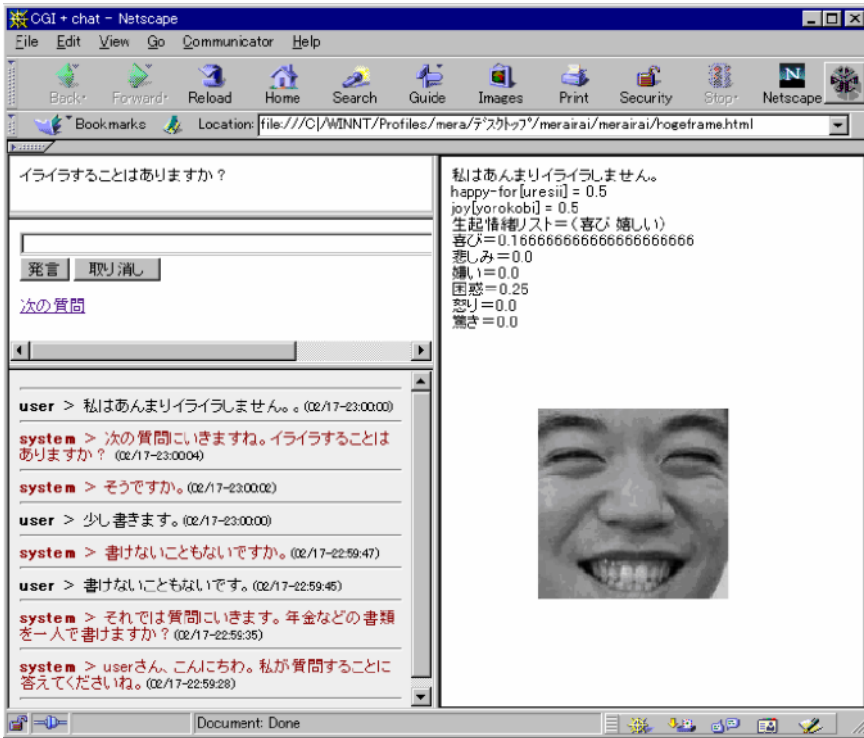 CGI + chat - Netscape
File Edit View Go Communicator Help
Back Forward Reload Home Search Guide Images Print Security Stop Netscape
Bookmarks Location: file:///C|/WINNT/Profiles/mera/デスクトップ/merairai/merairai/hogeframe.html
イライラすることはありますか？
発言 取り消し
次の質問
user > 私はあんまりイライラしません。。(02/17-23:00:00)
system > 次の質問にいきますね。イライラすることは
ありますか？ (02/17-23:00:04)
system > そうですか。(02/17-23:00:02)
user > 少し書きます。(02/17-23:00:00)
system > 書けないこともないですか。(02/17-22:59:47)
user > 書けないこともないです。(02/17-22:59:45)
system > それでは質問にいきます。年金などの書類
を一人で書けますか？(02/17-22:59:35)
system > userさん、こんにちわ。私が質問することに
答えてくださいね。(02/17-22:59:28)
私はあんまりイライラしません。
happy-for[uresii] = 0.5
joy[yorokobi] = 0.5
生起情緒リスト＝（喜び 嬉しい）
喜び＝0.166666666666666666666
悲しみ＝0.0
嫌い＝0.0
困惑＝0.25
怒り＝0.0
驚き＝0.0
Document: Done